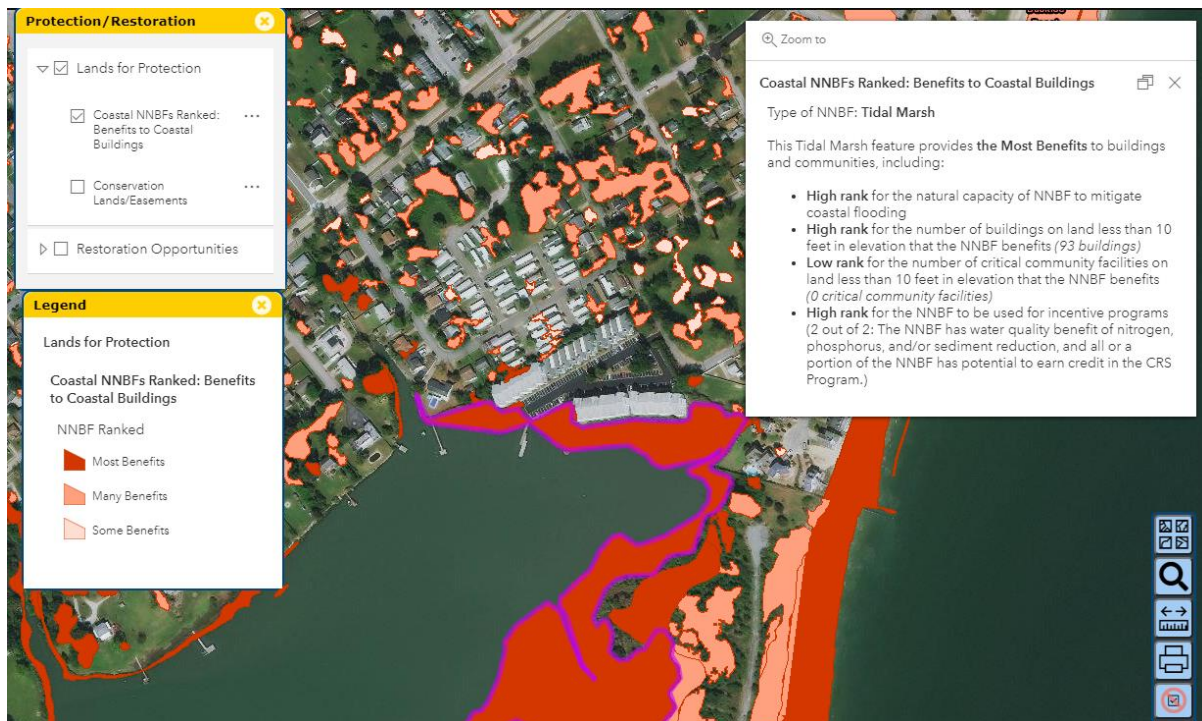 Protection/Restoration
Lands for Protection
Coastal NNBFs Ranked:
Benefits to Coastal
Buildings
Conservation
Lands/Easements
Restoration Opportunities
Legend
Lands for Protection
Coastal NNBFs Ranked: Benefits
to Coastal Buildings
NNBF Ranked
Most Benefits
Many Benefits
Some Benefits
Zoom to
Coastal NNBFs Ranked: Benefits to Coastal Buildings
Type of NNBF: Tidal Marsh
This Tidal Marsh feature provides the Most Benefits to buildings
and communities, including:
• High rank for the natural capacity of NNBF to mitigate
coastal flooding
• High rank for the number of buildings on land less than 10
feet in elevation that the NNBF benefits (93 buildings)
• Low rank for the number of critical community facilities on
land less than 10 feet in elevation that the NNBF benefits
(0 critical community facilities)
• High rank for the NNBF to be used for incentive programs
(2 out of 2: The NNBF has water quality benefit of nitrogen,
phosphorus, and/or sediment reduction, and all or a
portion of the NNBF has potential to earn credit in the CRS
Program.)